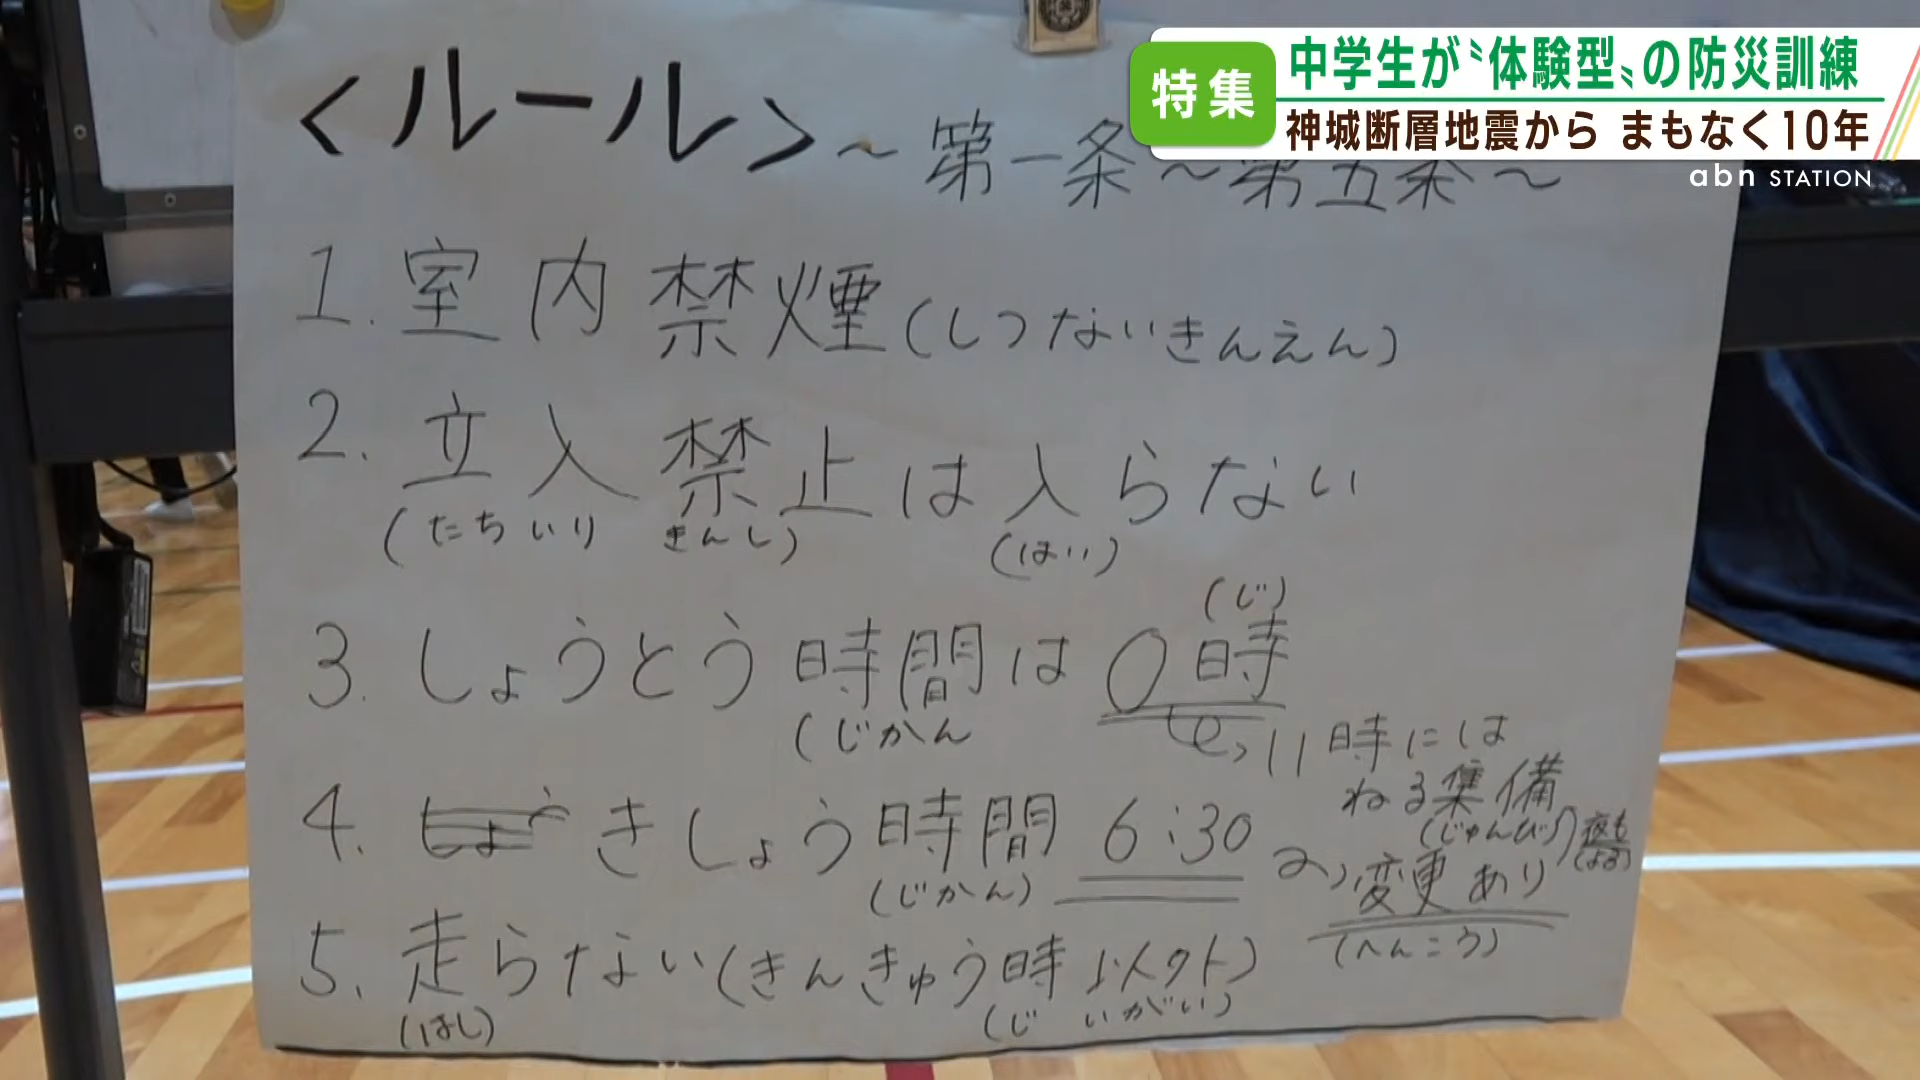 特集
中学生が〝体験型〟の防災訓練
神城断層地震から まもなく10年
abn STATION
<ルール>～第一条～第五条～
1. 室内禁煙(しつないきんえん)
2. 立入禁止は入らない
(たちいり きんし) (はい)
(じ)
3. しょうとう時間は0時
(じかん
11時には
ねる準備
(じゅんび)
4. きしょう時間 6:30
(じかん)
変更あり
(へんこう)
5. 走らない(きんきゅう時以外)
(はし) (じ いがい)